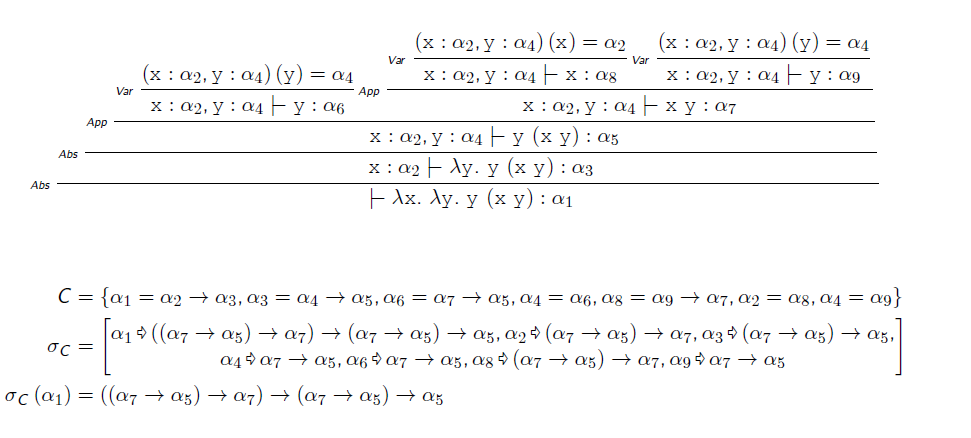 (x : α₂, y : α₄) (x) = α₂ (x : α₂, y : α₄) (y) = α₄
(x : α₂, y : α₄) (y) = α₄ Var x : α₂, y : α₄ ⊢ x : α₈ Var x : α₂, y : α₄ ⊢ y : α₉
Var x : α₂, y : α₄ ⊢ y : α₆ App x : α₂, y : α₄ ⊢ x y : α₇
App x : α₂, y : α₄ ⊢ y (x y) : α₅
Abs x : α₂ ⊢ λy. y (x y) : α₃
Abs ⊢ λx. λy. y (x y) : α₁
C = {α₁ = α₂ → α₃, α₃ = α₄ → α₅, α₆ = α₇ → α₅, α₄ = α₆, α₈ = α₉ → α₇, α₂ = α₈, α₄ = α₉}
σC = [α₁ ➪ ((α₇ → α₅) → α₇) → (α₇ → α₅) → α₅, α₂ ➪ (α₇ → α₅) → α₇, α₃ ➪ (α₇ → α₅) → α₅,
α₄ ➪ α₇ → α₅, α₆ ➪ α₇ → α₅, α₈ ➪ (α₇ → α₅) → α₇, α₉ ➪ α₇ → α₅]
σC (α₁) = ((α₇ → α₅) → α₇) → (α₇ → α₅) → α₅